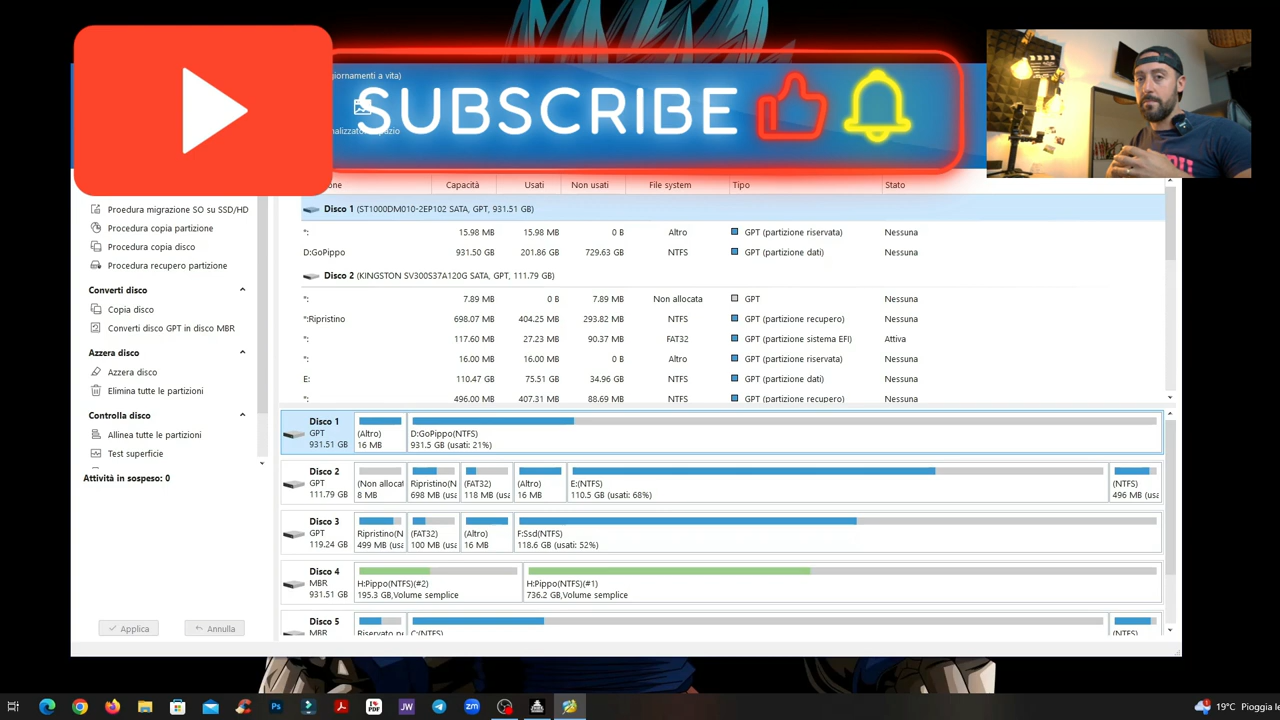 giornamenti a vita)
SUBSCRIBE
Capacità Usati Non usati File system Tipo Stato
Proedura migrazione SO su SSD/HD
Procedura copia partizione
Procedura copia disco
Procedura recupero partizione
Converti disco
Copia disco
Converti disco GPT in disco MBR
Azzera disco
Azzera disco
Elimina tutte le partizioni
Controlla disco
Allinea tutte le partizioni
Test superficie
Attività in sospeso: 0
Applica Annulla
Disco 1 (ST1000DM010-2EP102 SATA, GPT, 931.51 GB)
*: 15.98 MB 15.98 MB 0 B Altro GPT (partizione riservata) Nessuna
D:GoPippo 931.50 GB 201.86 GB 729.63 GB NTFS GPT (partizione dati) Nessuna
Disco 2 (KINGSTON SV300S37A120G SATA, GPT, 111.79 GB)
*: 7.89 MB 0 B 7.89 MB Non allocata GPT Nessuna
*:Ripristino 698.07 MB 404.25 MB 293.82 MB NTFS GPT (partizione recupero) Nessuna
*: 117.60 MB 27.23 MB 90.37 MB FAT32 GPT (partizione sistema EFI) Attiva
*: 16.00 MB 16.00 MB 0 B Altro GPT (partizione riservata) Nessuna
E: 110.47 GB 75.51 GB 34.96 GB NTFS GPT (partizione dati) Nessuna
*: 496.00 MB 407.31 MB 88.69 MB NTFS GPT (partizione recupero) Nessuna
Disco 1
GPT (Altro) D:GoPippo(NTFS)
931.51 GB 16 MB 931.5 GB (usati: 21%)
Disco 2
GPT (Non allocat Ripristino(N (FAT32) (Altro) E:(NTFS) (NTFS)
111.79 GB 8 MB 698 MB (usa 118 MB (usa 16 MB 110.5 GB (usati: 68%) 496 MB (usa
Disco 3
GPT Ripristino(N (FAT32) (Altro) F:Ssd(NTFS)
119.24 GB 499 MB (usa 100 MB (usa 16 MB 118.6 GB (usati: 52%)
Disco 4
MBR H:Pippo(NTFS)(#2) H:Pippo(NTFS)(#1)
931.51 GB 195.3 GB,Volume semplice 736.2 GB,Volume semplice
Disco 5
MBR Riservato C:(NTFS) (NTFS)
Ps JW zm
19°C Pioggia le